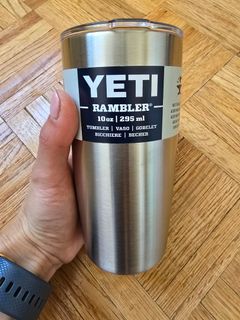 YETI
RAMBLER®
10oz | 295 ml
TUMBLER | VASO | GOBELET
BICCHIERE | BECHER